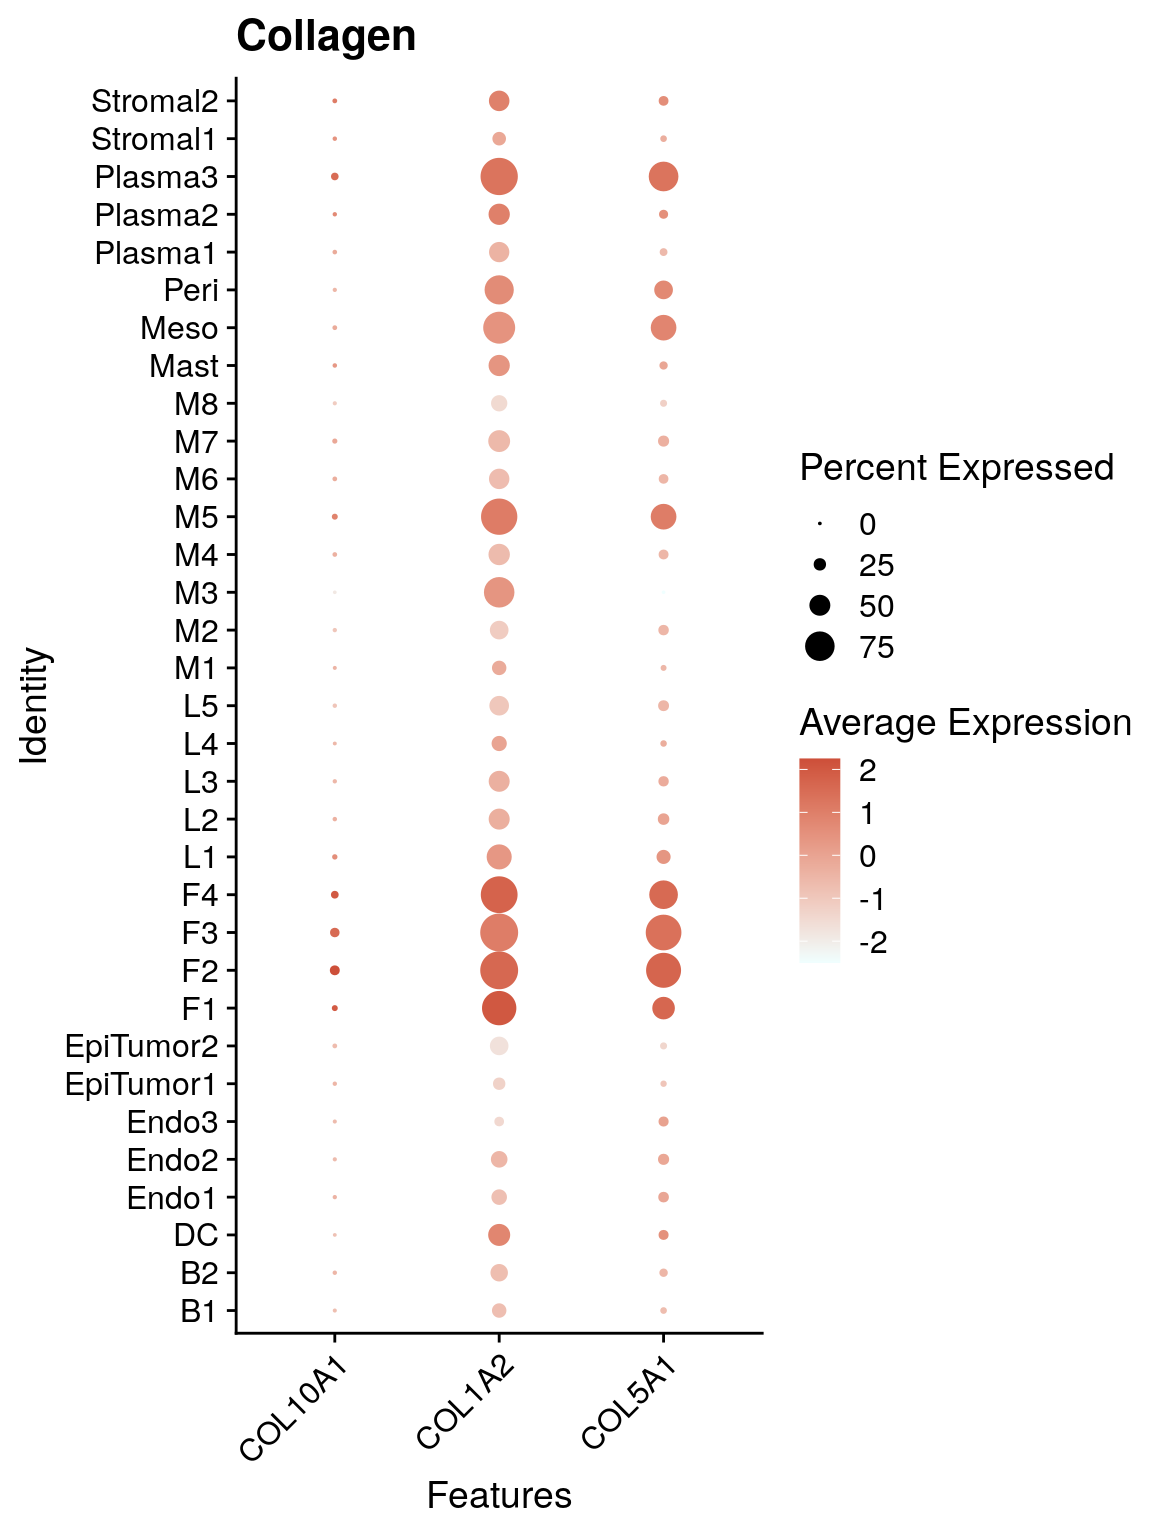 Collagen
Stromal2
Stromal1
Plasma3
Plasma2
Plasma1
Peri
Meso
Mast
M8
M7
M6
M5
M4
M3
M2
M1
L5
L4
L3
L2
L1
F4
F3
F2
F1
EpiTumor2
EpiTumor1
Endo3
Endo2
Endo1
DC
B2
B1
Identity
COL10A1
COL1A2
COL5A1
Features
Percent Expressed
0
25
50
75
Average Expression
2
1
0
-1
-2